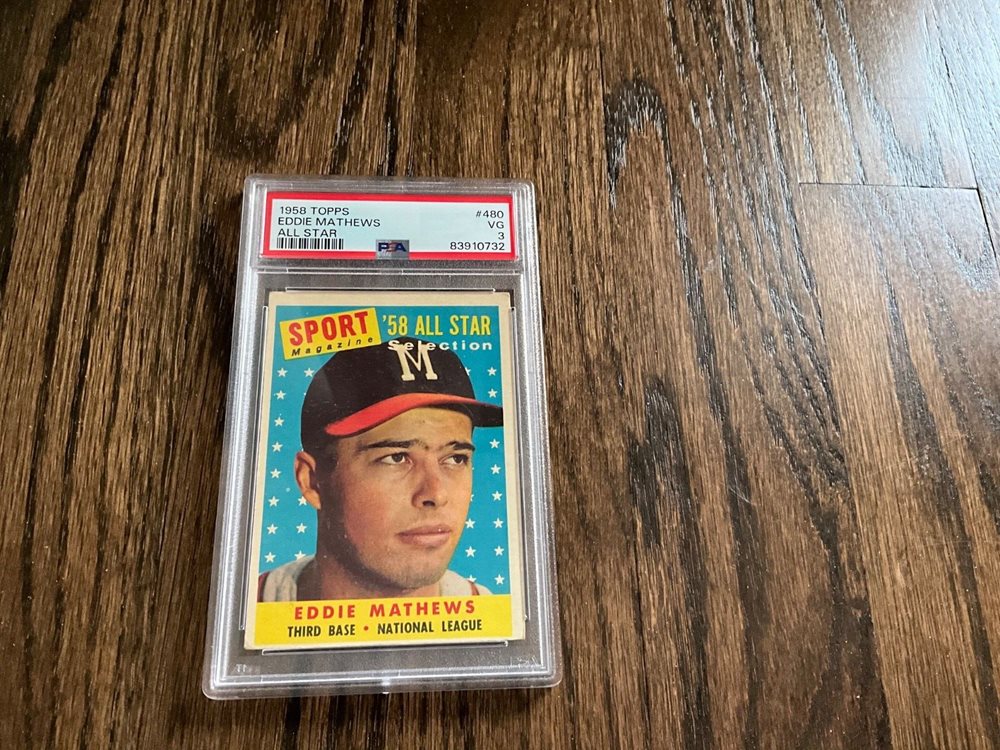 1958 TOPPS #480
EDDIE MATHEWS VG
ALL STAR 3
PSA 83910732
SPORT '58 ALL STAR
Magazine Selection
M
EDDIE MATHEWS
THIRD BASE • NATIONAL LEAGUE